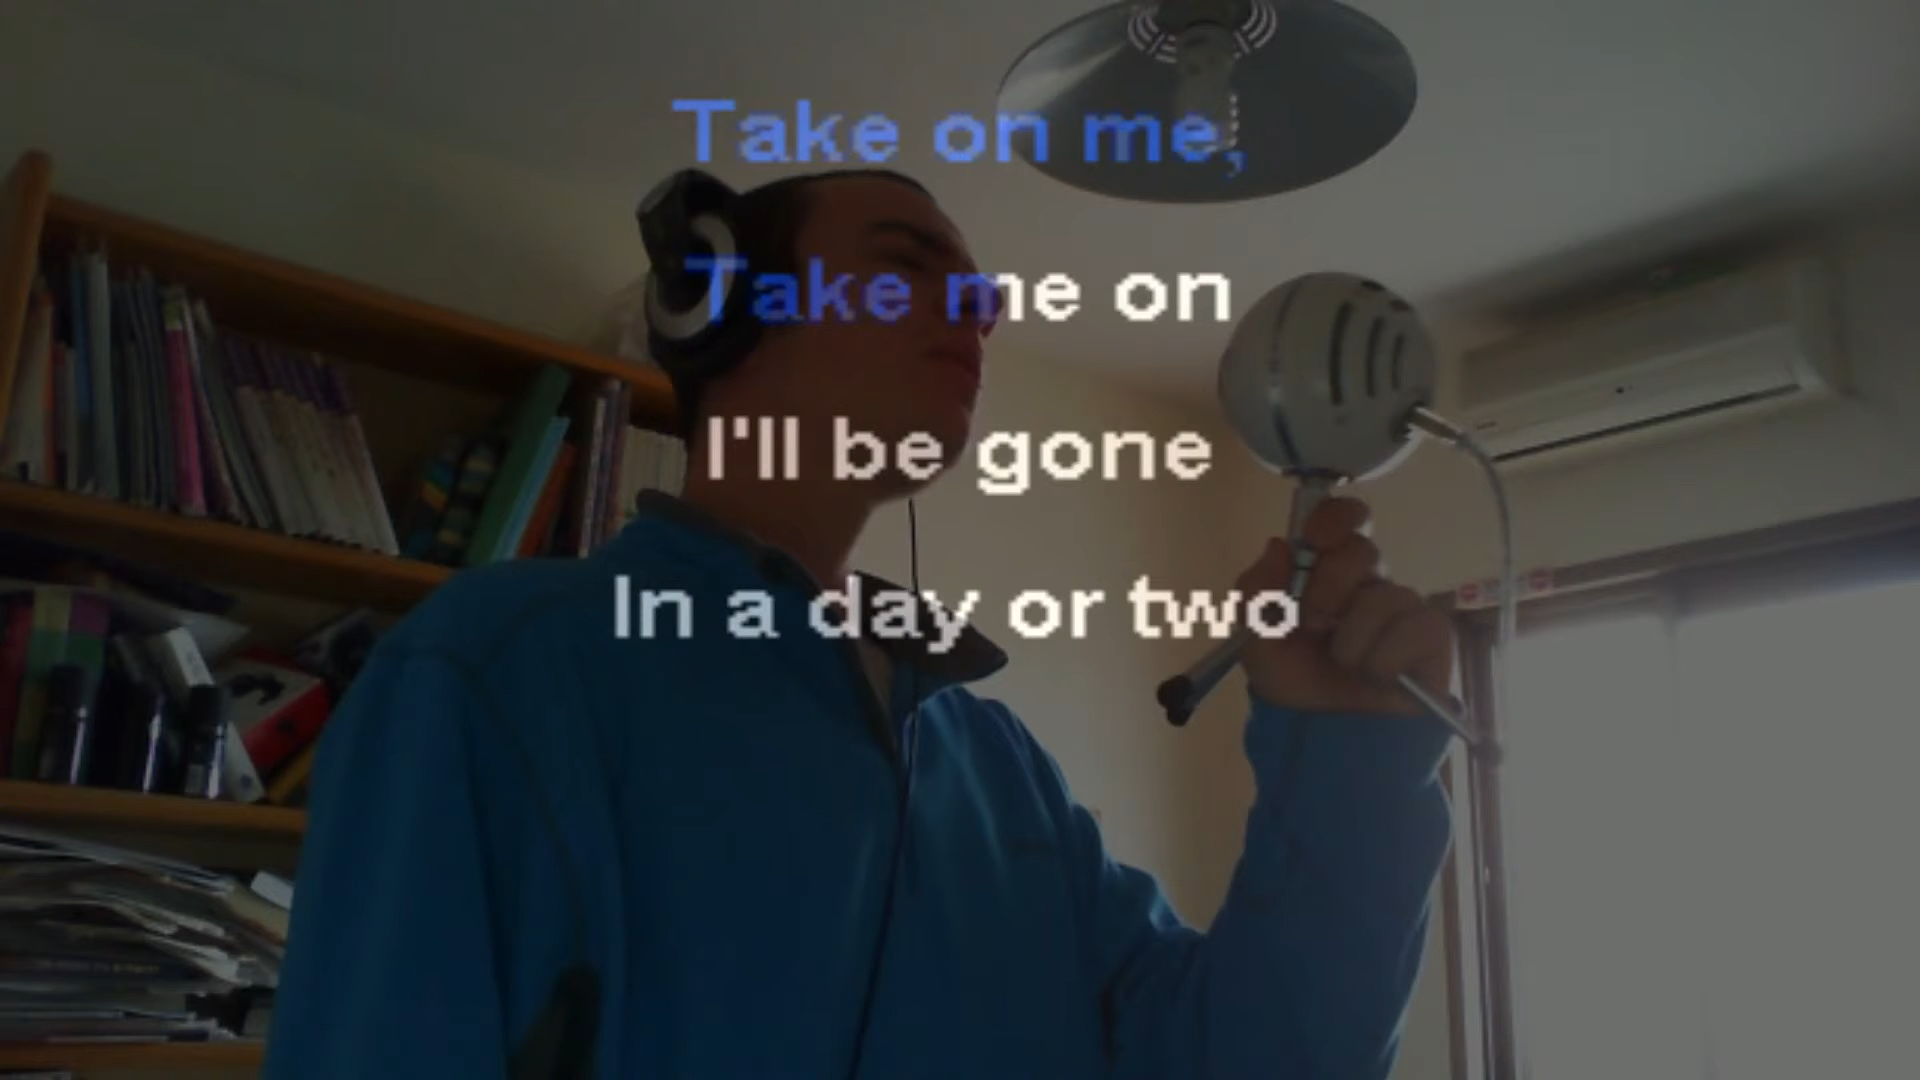 Take on me,
Take me on
I'll be gone
In a day or two